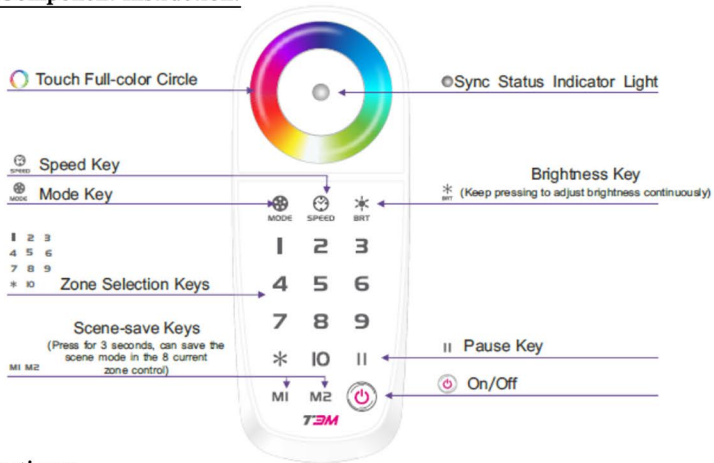 Component Instruction:
Touch Full-color Circle
Sync Status Indicator Light
SPEED
Speed Key
MODE
Mode Key
Brightness Key
BRT
(Keep pressing to adjust brightness continuously)
MODE SPEED BRT
1 2 3
4 5 6
7 8 9
* 10
Zone Selection Keys
1 2 3
4 5 6
7 8 9
* 10 II
M1 M2
T3M
Scene-save Keys
(Press for 3 seconds, can save the
scene mode in the 8 current
zone control)
M1 M2
II Pause Key
On/Off